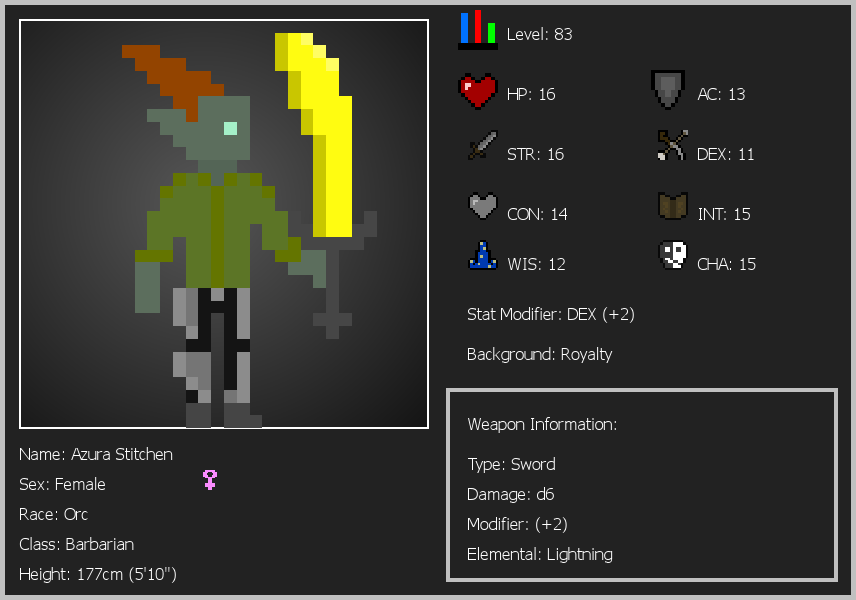 Level: 83
HP: 16
AC: 13
STR: 16
DEX: 11
CON: 14
INT: 15
WIS: 12
CHA: 15
Stat Modifier: DEX (+2)
Background: Royalty
Weapon Information:
Type: Sword
Damage: d6
Modifier: (+2)
Elemental: Lightning
Name: Azura Stitchen
Sex: Female
Race: Orc
Class: Barbarian
Height: 177cm (5'10")